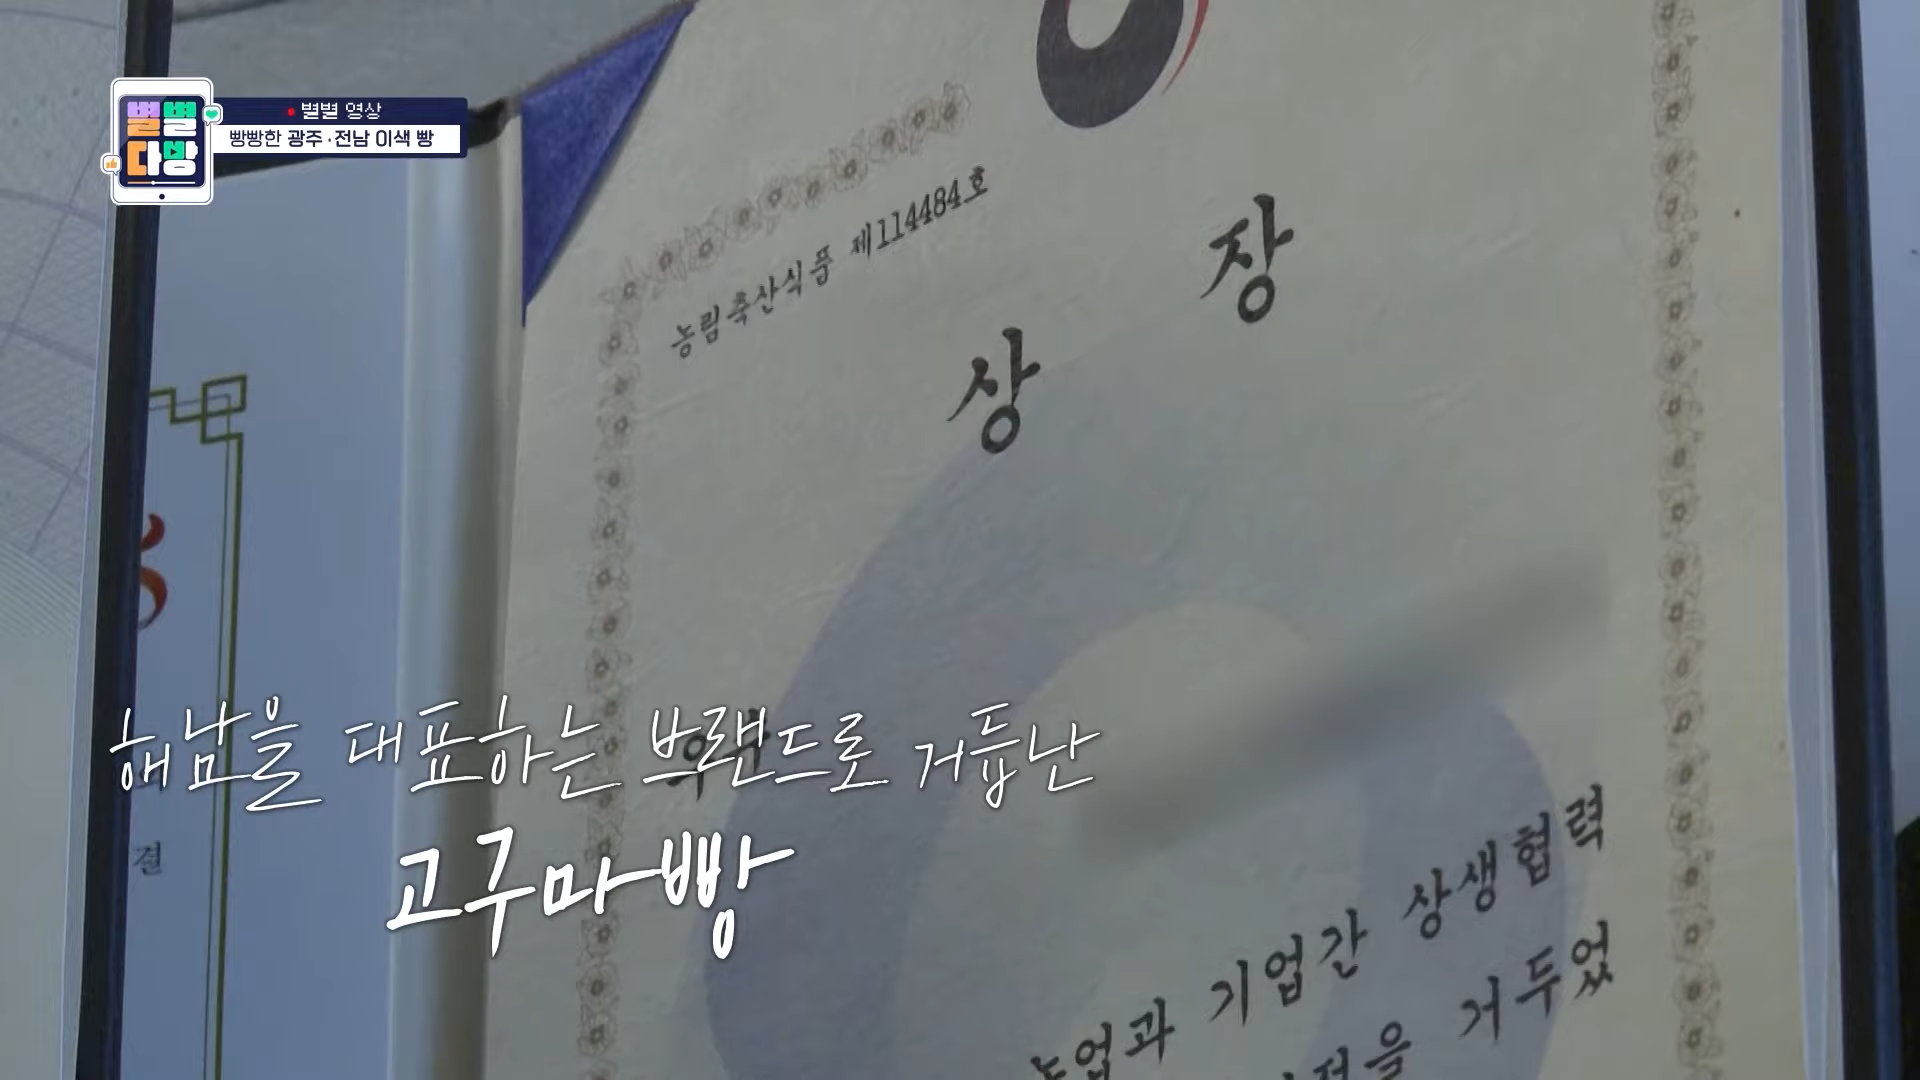 별별
다방
별별 영상
빵빵한 광주·전남 이색 빵
농림축산식품 제114484호
상 장
해남을 대표하는 브랜드로 거듭난
고구마빵
결
농업과 기업간 상생협력
거두었